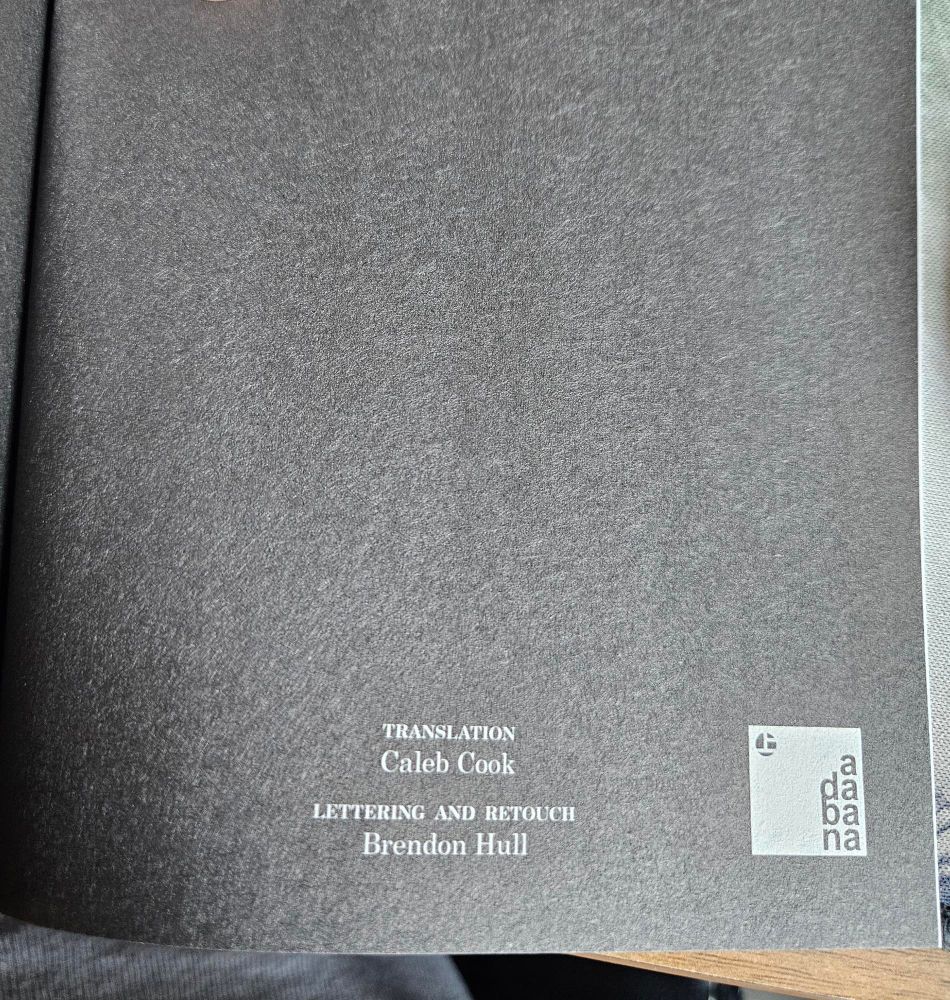 TRANSLATION
Caleb Cook
LETTERING AND RETOUCH
Brendon Hull
a
da
ba
na